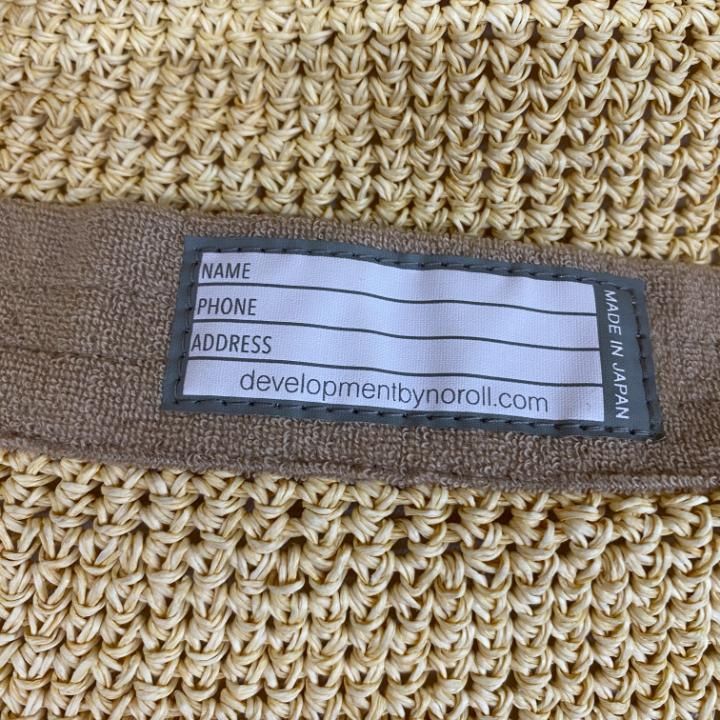 NAME
PHONE
ADDRESS
developmentbynoroll.com
MADE IN JAPAN